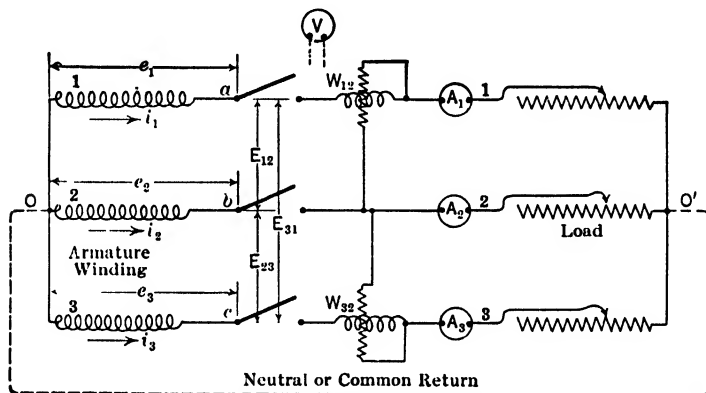 V
e₁
1
a
i₁
W₁₂
A₁
1
E₁₂
e₂
O
2
b
i₂
E₃₁
A₂
2
O'
Load
Armature
Winding
E₂₃
e₃
3
c
i₃
W₃₂
A₃
3
Neutral or Common Return